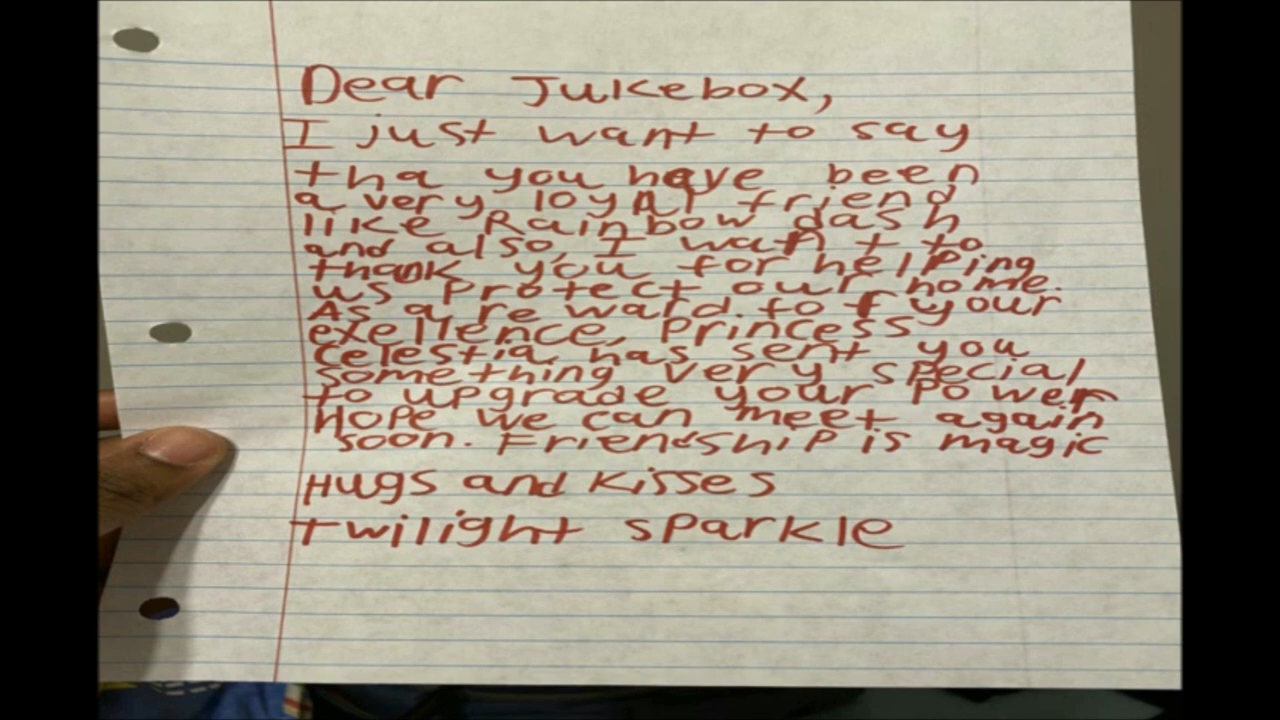 Dear Jukebox,
I just want to say
tha you have been
a very loyAl friend
like Rainbow dash
and also, I want to
thank you for helping
us protect our home.
As a reward for your
exellence, Princess
celestia has sent you
something very special
to upgrade your power
Hope we can meet again
soon. Friendship is magic
Hugs and Kisses
twilight sparkle